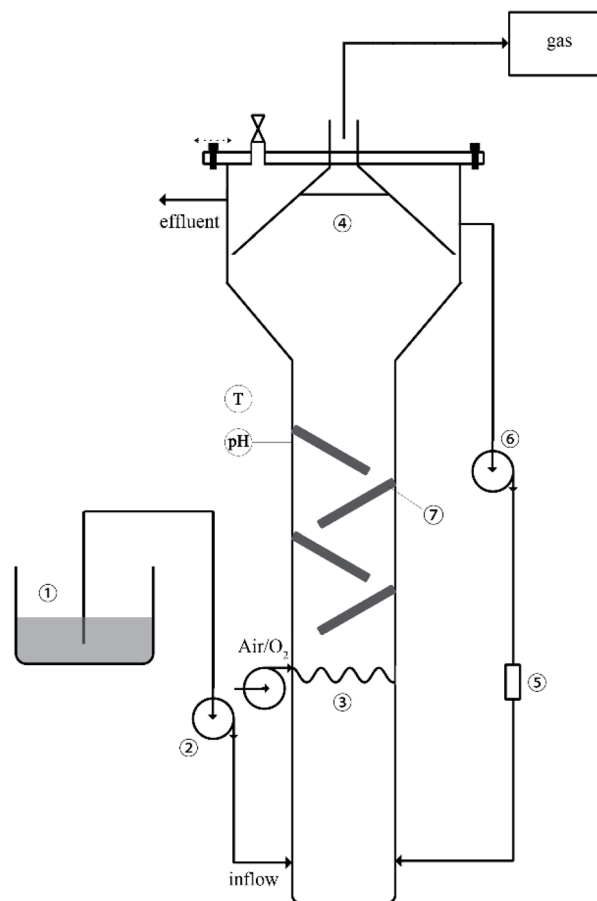 gas
effluent
④
T
pH
⑥
⑦
①
Air/O₂
⑤
③
②
inflow